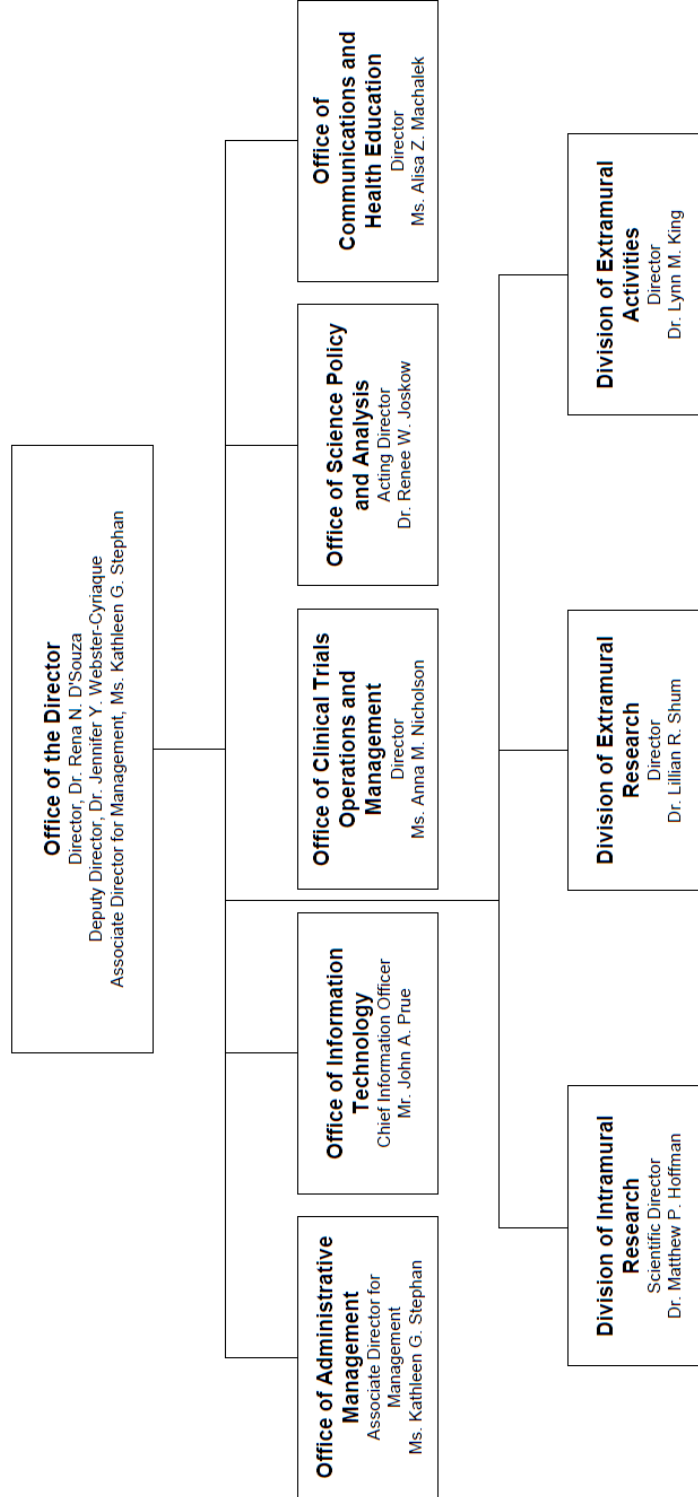 Office of the Director
Director, Dr. Rena N. D'Souza
Deputy Director, Dr. Jennifer Y. Webster-Cyriaque
Associate Director for Management, Ms. Kathleen G. Stephan
Office of Administrative
Management
Associate Director for
Management
Ms. Kathleen G. Stephan
Office of Information
Technology
Chief Information Officer
Mr. John A. Prue
Office of Clinical Trials
Operations and
Management
Director
Ms. Anna M. Nicholson
Office of Science Policy
and Analysis
Acting Director
Dr. Renee W. Joskow
Office of
Communications and
Health Education
Director
Ms. Alisa Z. Machalek
Division of Intramural
Research
Scientific Director
Dr. Matthew P. Hoffman
Division of Extramural
Research
Director
Dr. Lillian R. Shum
Division of Extramural
Activities
Director
Dr. Lynn M. King